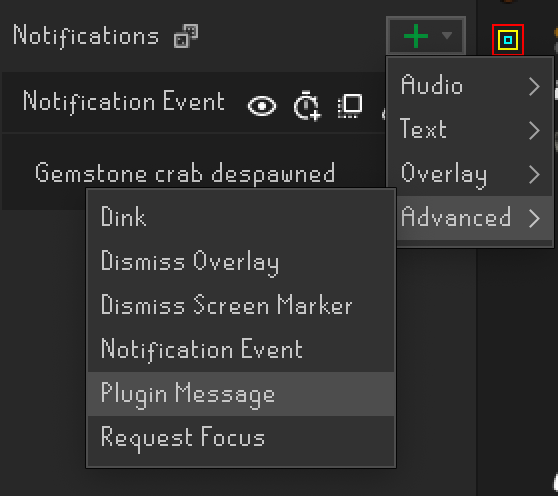 Notifications
Notification Event
Gemstone crab despawned
Audio
Text
Overlay
Advanced
Dink
Dismiss Overlay
Dismiss Screen Marker
Notification Event
Plugin Message
Request Focus